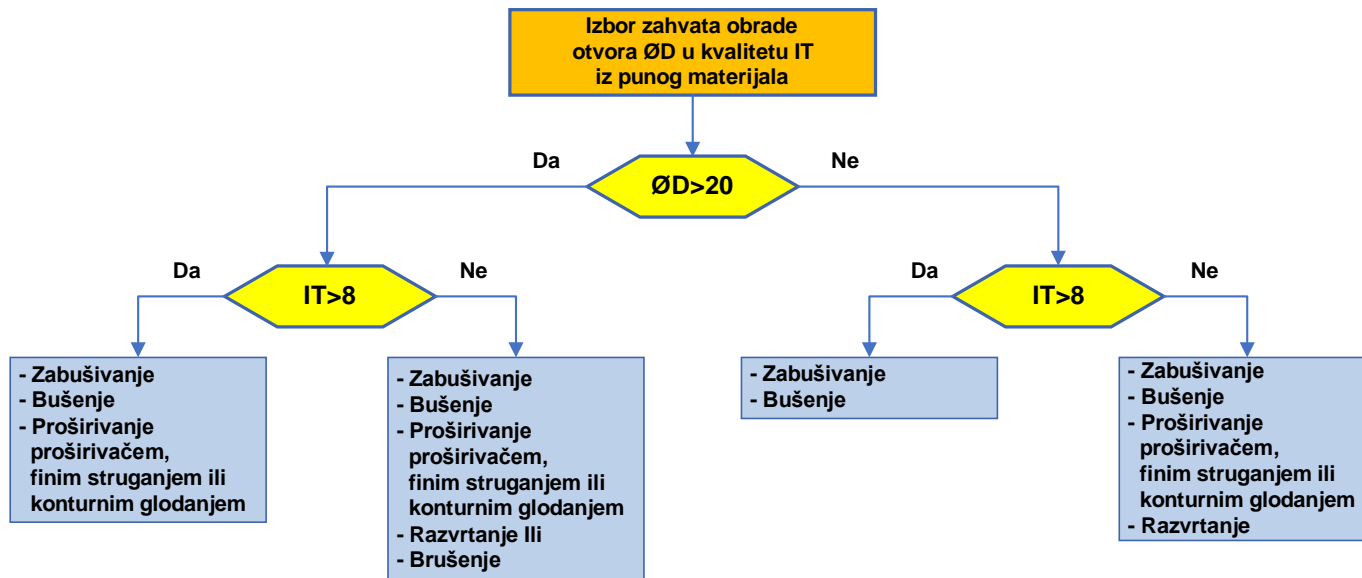 Izbor zahvata obrade
otvora ØD u kvalitetu IT
iz punog materijala
Da
Ne
ØD>20
Da
IT>8
Ne
Da
IT>8
Ne
- Zabušivanje
- Bušenje
- Proširivanje
proširivačem,
finim struganjem ili
konturnim glodanjem
- Zabušivanje
- Bušenje
- Proširivanje
proširivačem,
finim struganjem ili
konturnim glodanjem
- Razvrtanje Ili
- Brušenje
- Zabušivanje
- Bušenje
- Zabušivanje
- Bušenje
- Proširivanje
proširivačem,
finim struganjem ili
konturnim glodanjem
- Razvrtanje